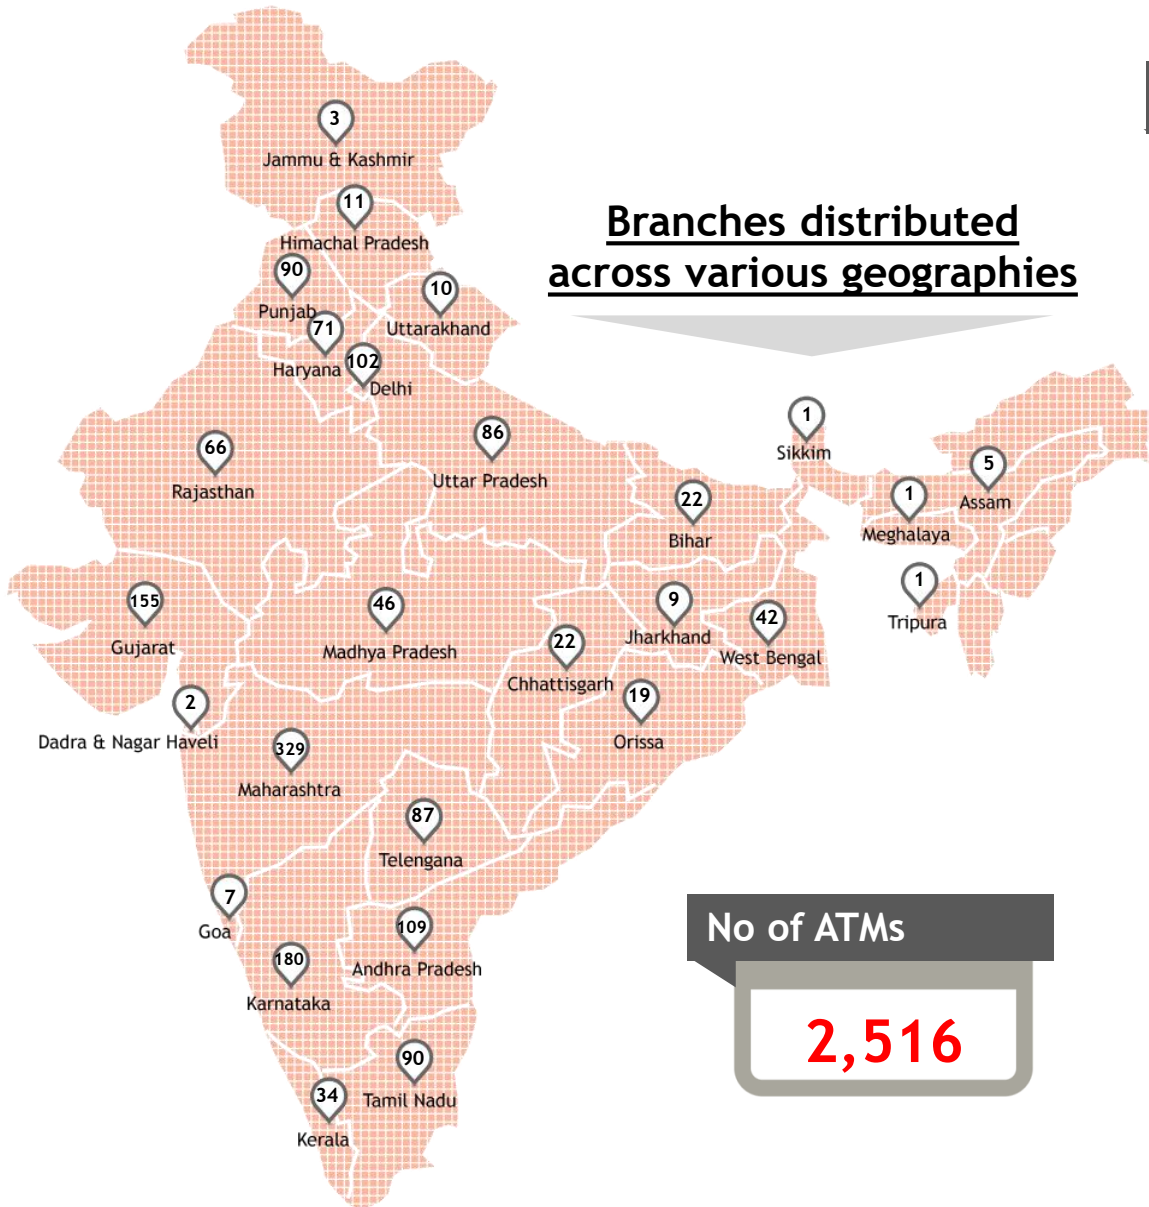 3
Jammu & Kashmir
11
Himachal Pradesh
Branches distributed
across various geographies
90
Punjab
10
Uttarakhand
71
Haryana
102
Delhi
1
Sikkim
66
Rajasthan
86
Uttar Pradesh
5
Assam
22
Bihar
1
Meghalaya
155
Gujarat
46
Madhya Pradesh
9
Jharkhand
42
West Bengal
1
Tripura
22
Chhattisgarh
19
Orissa
2
Dadra & Nagar Haveli
329
Maharashtra
87
Telengana
7
Goa
109
Andhra Pradesh
No of ATMs
180
Karnataka
2,516
90
Tamil Nadu
34
Kerala